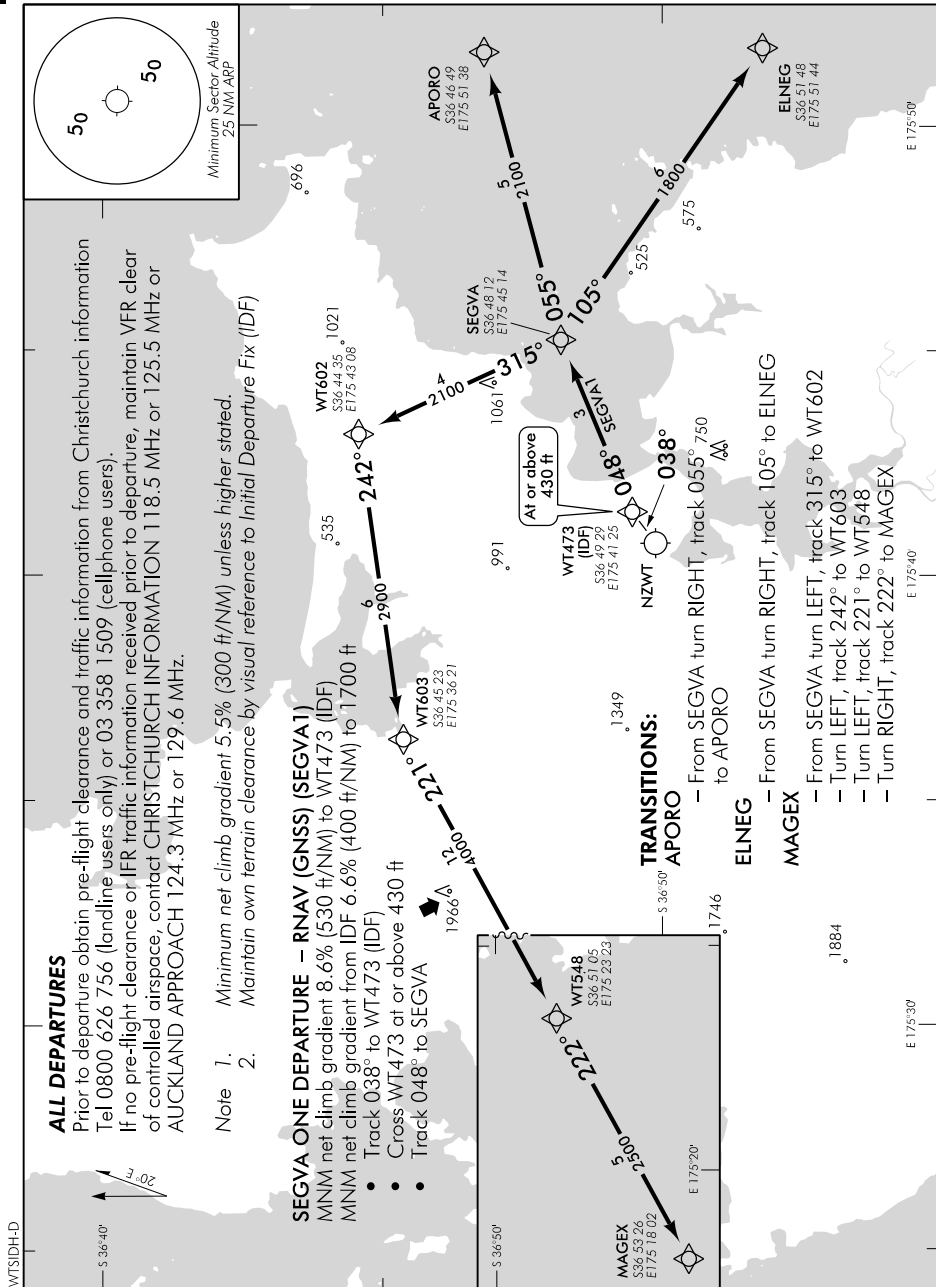 WTSIDH-D
ALL DEPARTURES
Prior to departure obtain pre-flight clearance and traffic information from Christchurch information
Tel 0800 626 756 (landline users only) or 03 358 1509 (cellphone users).
If no pre-flight clearance or IFR traffic information received prior to departure, maintain VFR clear
of controlled airspace, contact CHRISTCHURCH INFORMATION 118.5 MHz or 125.5 MHz or
AUCKLAND APPROACH 124.3 MHz or 129.6 MHz.
Note 1. Minimum net climb gradient 5.5% (300 ft/NM) unless higher stated.
2. Maintain own terrain clearance by visual reference to Initial Departure Fix (IDF)
SEGVA ONE DEPARTURE – RNAV (GNSS) (SEGVA1)
MNM net climb gradient 8.6% (530 ft/NM) to WT473 (IDF)
MNM net climb gradient from IDF 6.6% (400 ft/NM) to 1700 ft
• Track 038° to WT473 (IDF)
• Cross WT473 at or above 430 ft
• Track 048° to SEGVA
50
50
Minimum Sector Altitude
25 NM ARP
20° E
S 36°40'
S 36°50'
S 36°50'
E 175°20'
E 175°30'
E 175°40'
E 175°50'
696
1021
535
1061
991
1349
1966
1746
1884
750
525
575
APORO
S36 46 49
E175 51 38
ELNEG
S36 51 48
E175 51 44
SEGVA
S36 48 12
E175 45 14
WT602
S36 44 35
E175 43 08
WT603
S36 45 23
E175 36 21
WT473
(IDF)
S36 49 29
E175 41 25
NZWT
WT548
S36 51 05
E175 23 23
MAGEX
S36 53 26
E175 18 02
At or above
430 ft
038°
048°
3
SEGVA1
055°
5
2100
105°
6
1800
315°
4
2100
242°
6
2900
221°
12
4000
222°
5
2500
TRANSITIONS:
APORO
– From SEGVA turn RIGHT, track 055°
to APORO
ELNEG
– From SEGVA turn RIGHT, track 105° to ELNEG
MAGEX
– From SEGVA turn LEFT, track 315° to WT602
– Turn LEFT, track 242° to WT603
– Turn LEFT, track 221° to WT548
– Turn RIGHT, track 222° to MAGEX